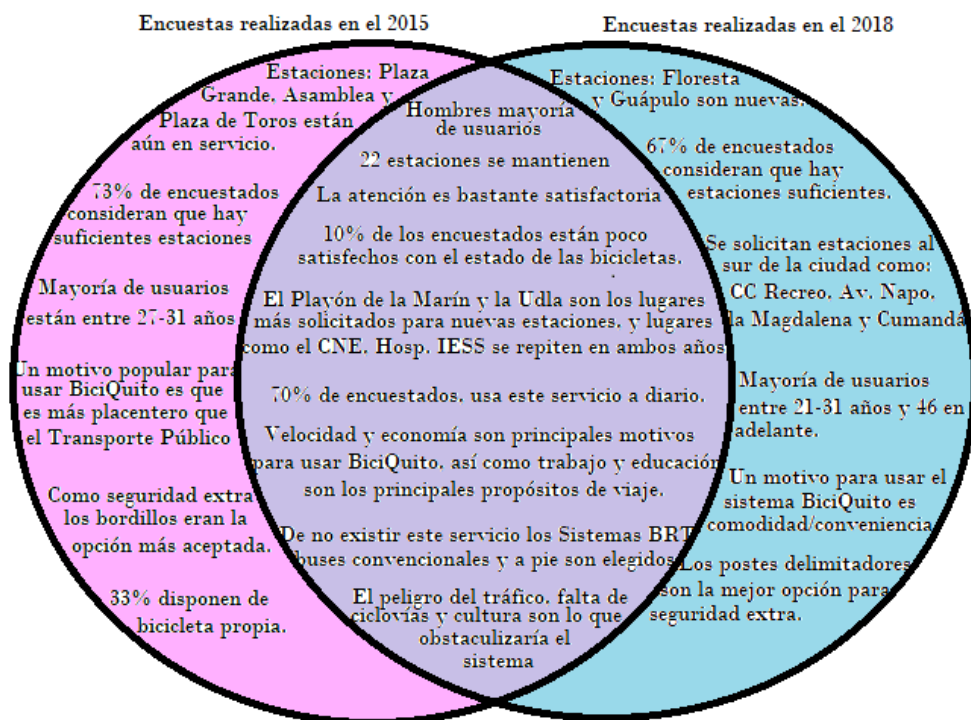 Encuestas realizadas en el 2015
Encuestas realizadas en el 2018
Estaciones: Plaza
Grande, Asamblea y
Plaza de Toros están
aún en servicio.
73% de encuestados
consideran que hay
suficientes estaciones
Mayoría de usuarios
están entre 27-31 años
Un motivo popular para
usar BiciQuito es que
es más placentero que
el Transporte Público
Como seguridad extra
los bordillos eran la
opción más aceptada.
33% disponen de
bicicleta propia.
Hombres mayoría
de usuarios
22 estaciones se mantienen
La atención es bastante satisfactoria
10% de los encuestados están poco
satisfechos con el estado de las bicicletas.
El Playón de la Marín y la Udla son los lugares
más solicitados para nuevas estaciones, y lugares
como el CNE, Hosp. IESS se repiten en ambos años
70% de encuestados, usa este servicio a diario.
Velocidad y economía son principales motivos
para usar BiciQuito, así como trabajo y educación
son los principales propósitos de viaje.
De no existir este servicio los Sistemas BRT
buses convencionales y a pie son elegidos
El peligro del tráfico, falta de
ciclovías y cultura son lo que
obstaculizaría el
sistema
Estaciones: Floresta
y Guápulo son nuevas.
67% de encuestados
consideran que hay
estaciones suficientes.
Se solicitan estaciones al
sur de la ciudad como:
CC Recreo, Av. Napo,
la Magdalena y Cumandá
Mayoría de usuarios
entre 21-31 años y 46 en
adelante.
Un motivo para usar el
sistema BiciQuito es
comodidad/conveniencia
Los postes delimitadores
son la mejor opción para
seguridad extra.